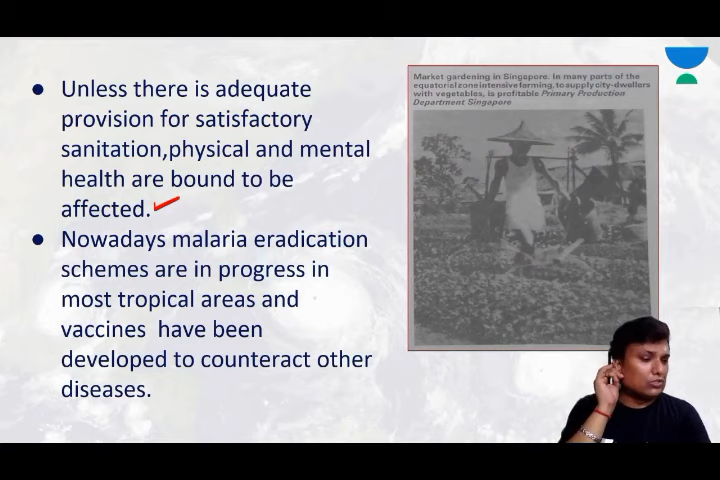 ● Unless there is adequate
provision for satisfactory
sanitation,physical and mental
health are bound to be
affected.
● Nowadays malaria eradication
schemes are in progress in
most tropical areas and
vaccines have been
developed to counteract other
diseases.
Market gardening in Singapore. In many parts of the
equatorial zone intensive farming, to supply city-dwellers
with vegetables, is profitable Primary Production
Department Singapore